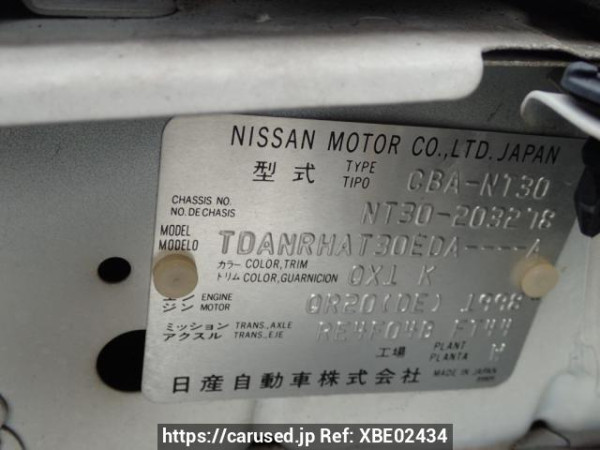 NISSAN MOTOR CO.,LTD. JAPAN
型式 TYPE TIPO CBA-NT30
CHASSIS NO. NO. DE CHASIS NT30-203278
MODEL MODELO TDANRHAT30EDA----A
カラー COLOR, TRIM トリム COLOR, GUARNICION QX1 K
エンジン ENGINE MOTOR QR20(DE) 1998
ミッション TRANS., AXLE アクスル TRANS., EJE RE4F04B FT44
工場 PLANT PLANTA
日産自動車株式会社 MADE IN JAPAN
https://carused.jp Ref: XBE02434